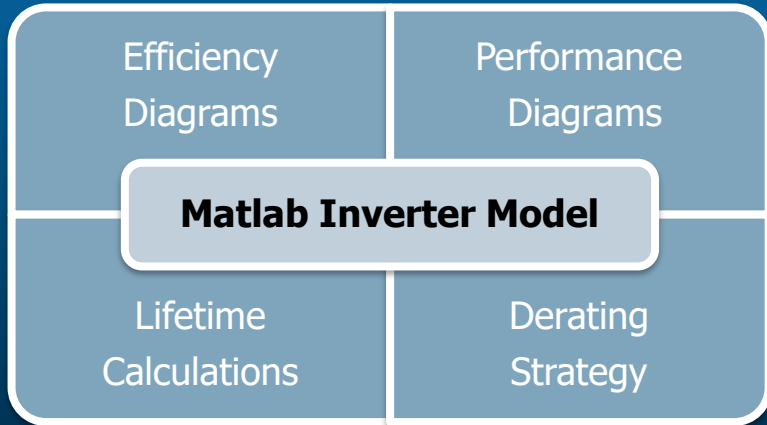 Efficiency
Diagrams
Performance
Diagrams
Matlab Inverter Model
Lifetime
Calculations
Derating
Strategy